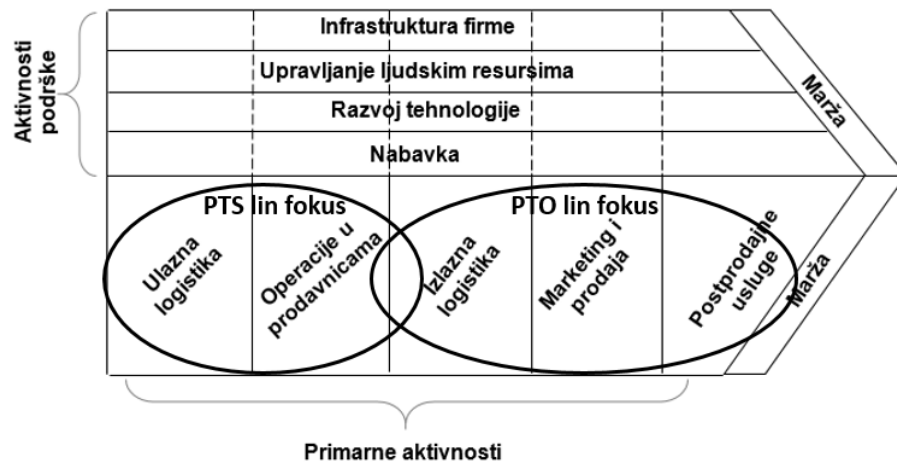 Aktivnosti
podrške
Infrastruktura firme
Upravljanje ljudskim resursima
Razvoj tehnologije
Nabavka
Marža
PTS lin fokus
PTO lin fokus
Ulazna
logistika
Operacije u
prodavnicama
Izlazna
logistika
Marketing i
prodaja
Postprodajne
usluge
Marža
Primarne aktivnosti